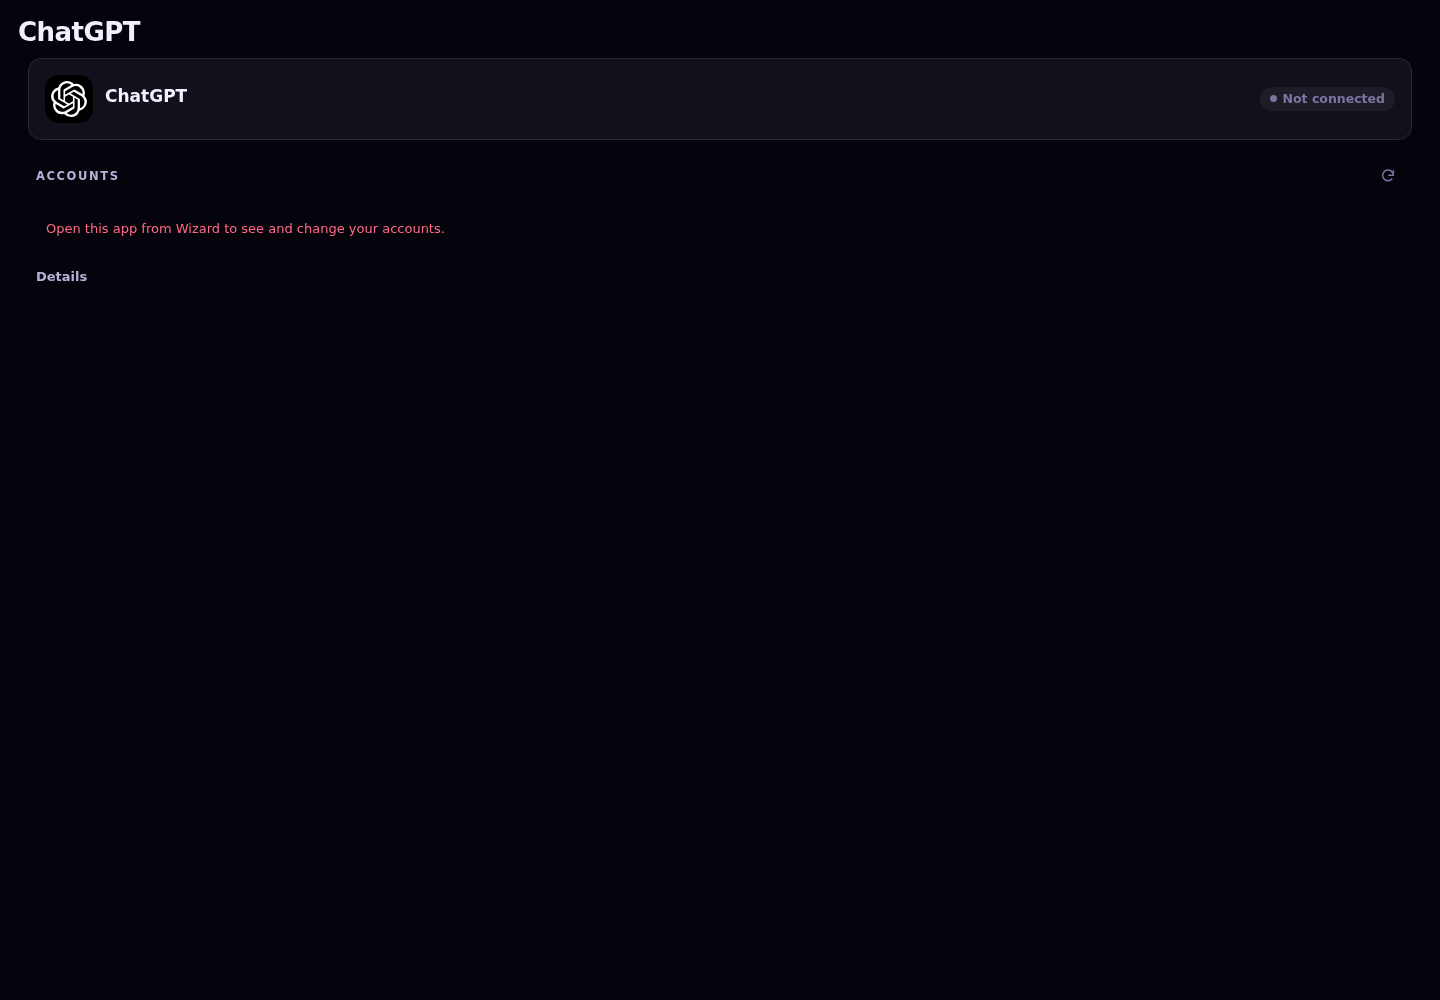 ChatGPT
ChatGPT
Not connected
ACCOUNTS
Open this app from Wizard to see and change your accounts.
Details